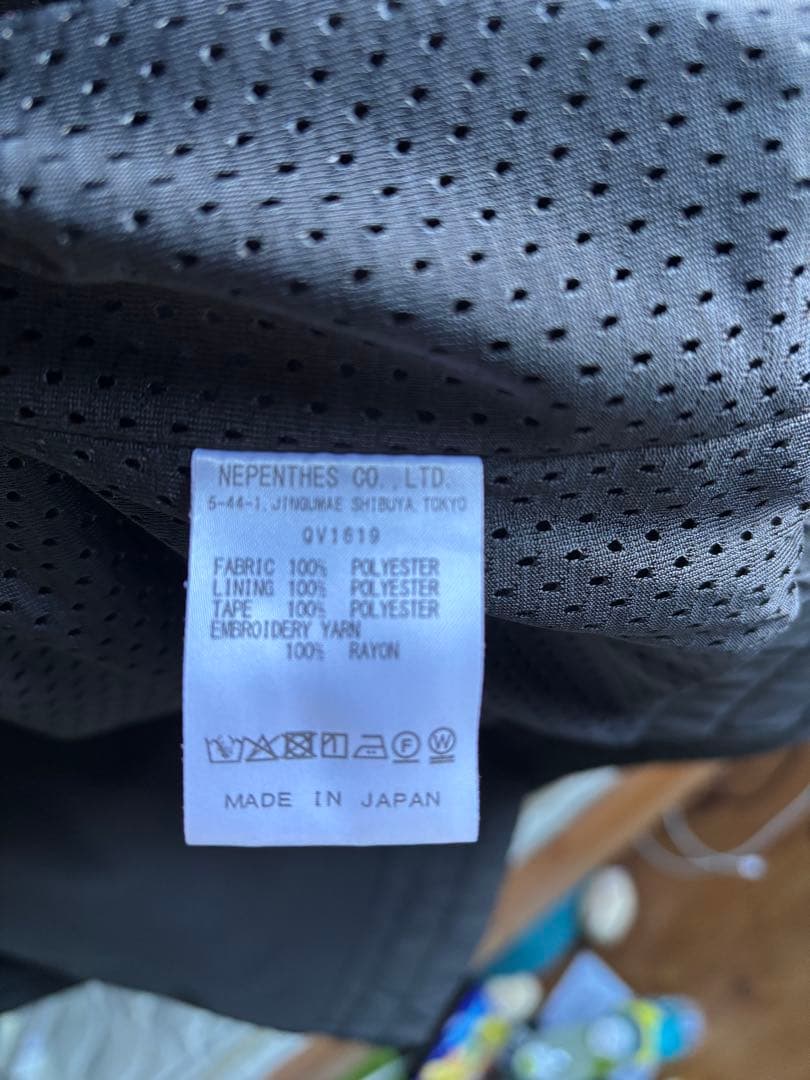 NEPENTHES CO.,LTD.
5-44-1, JINGUMAE SHIBUYA TOKYO
QV1619
FABRIC 100% POLYESTER
LINING 100% POLYESTER
TAPE 100% POLYESTER
EMBROIDERY YARN
100% RAYON
F W
MADE IN JAPAN